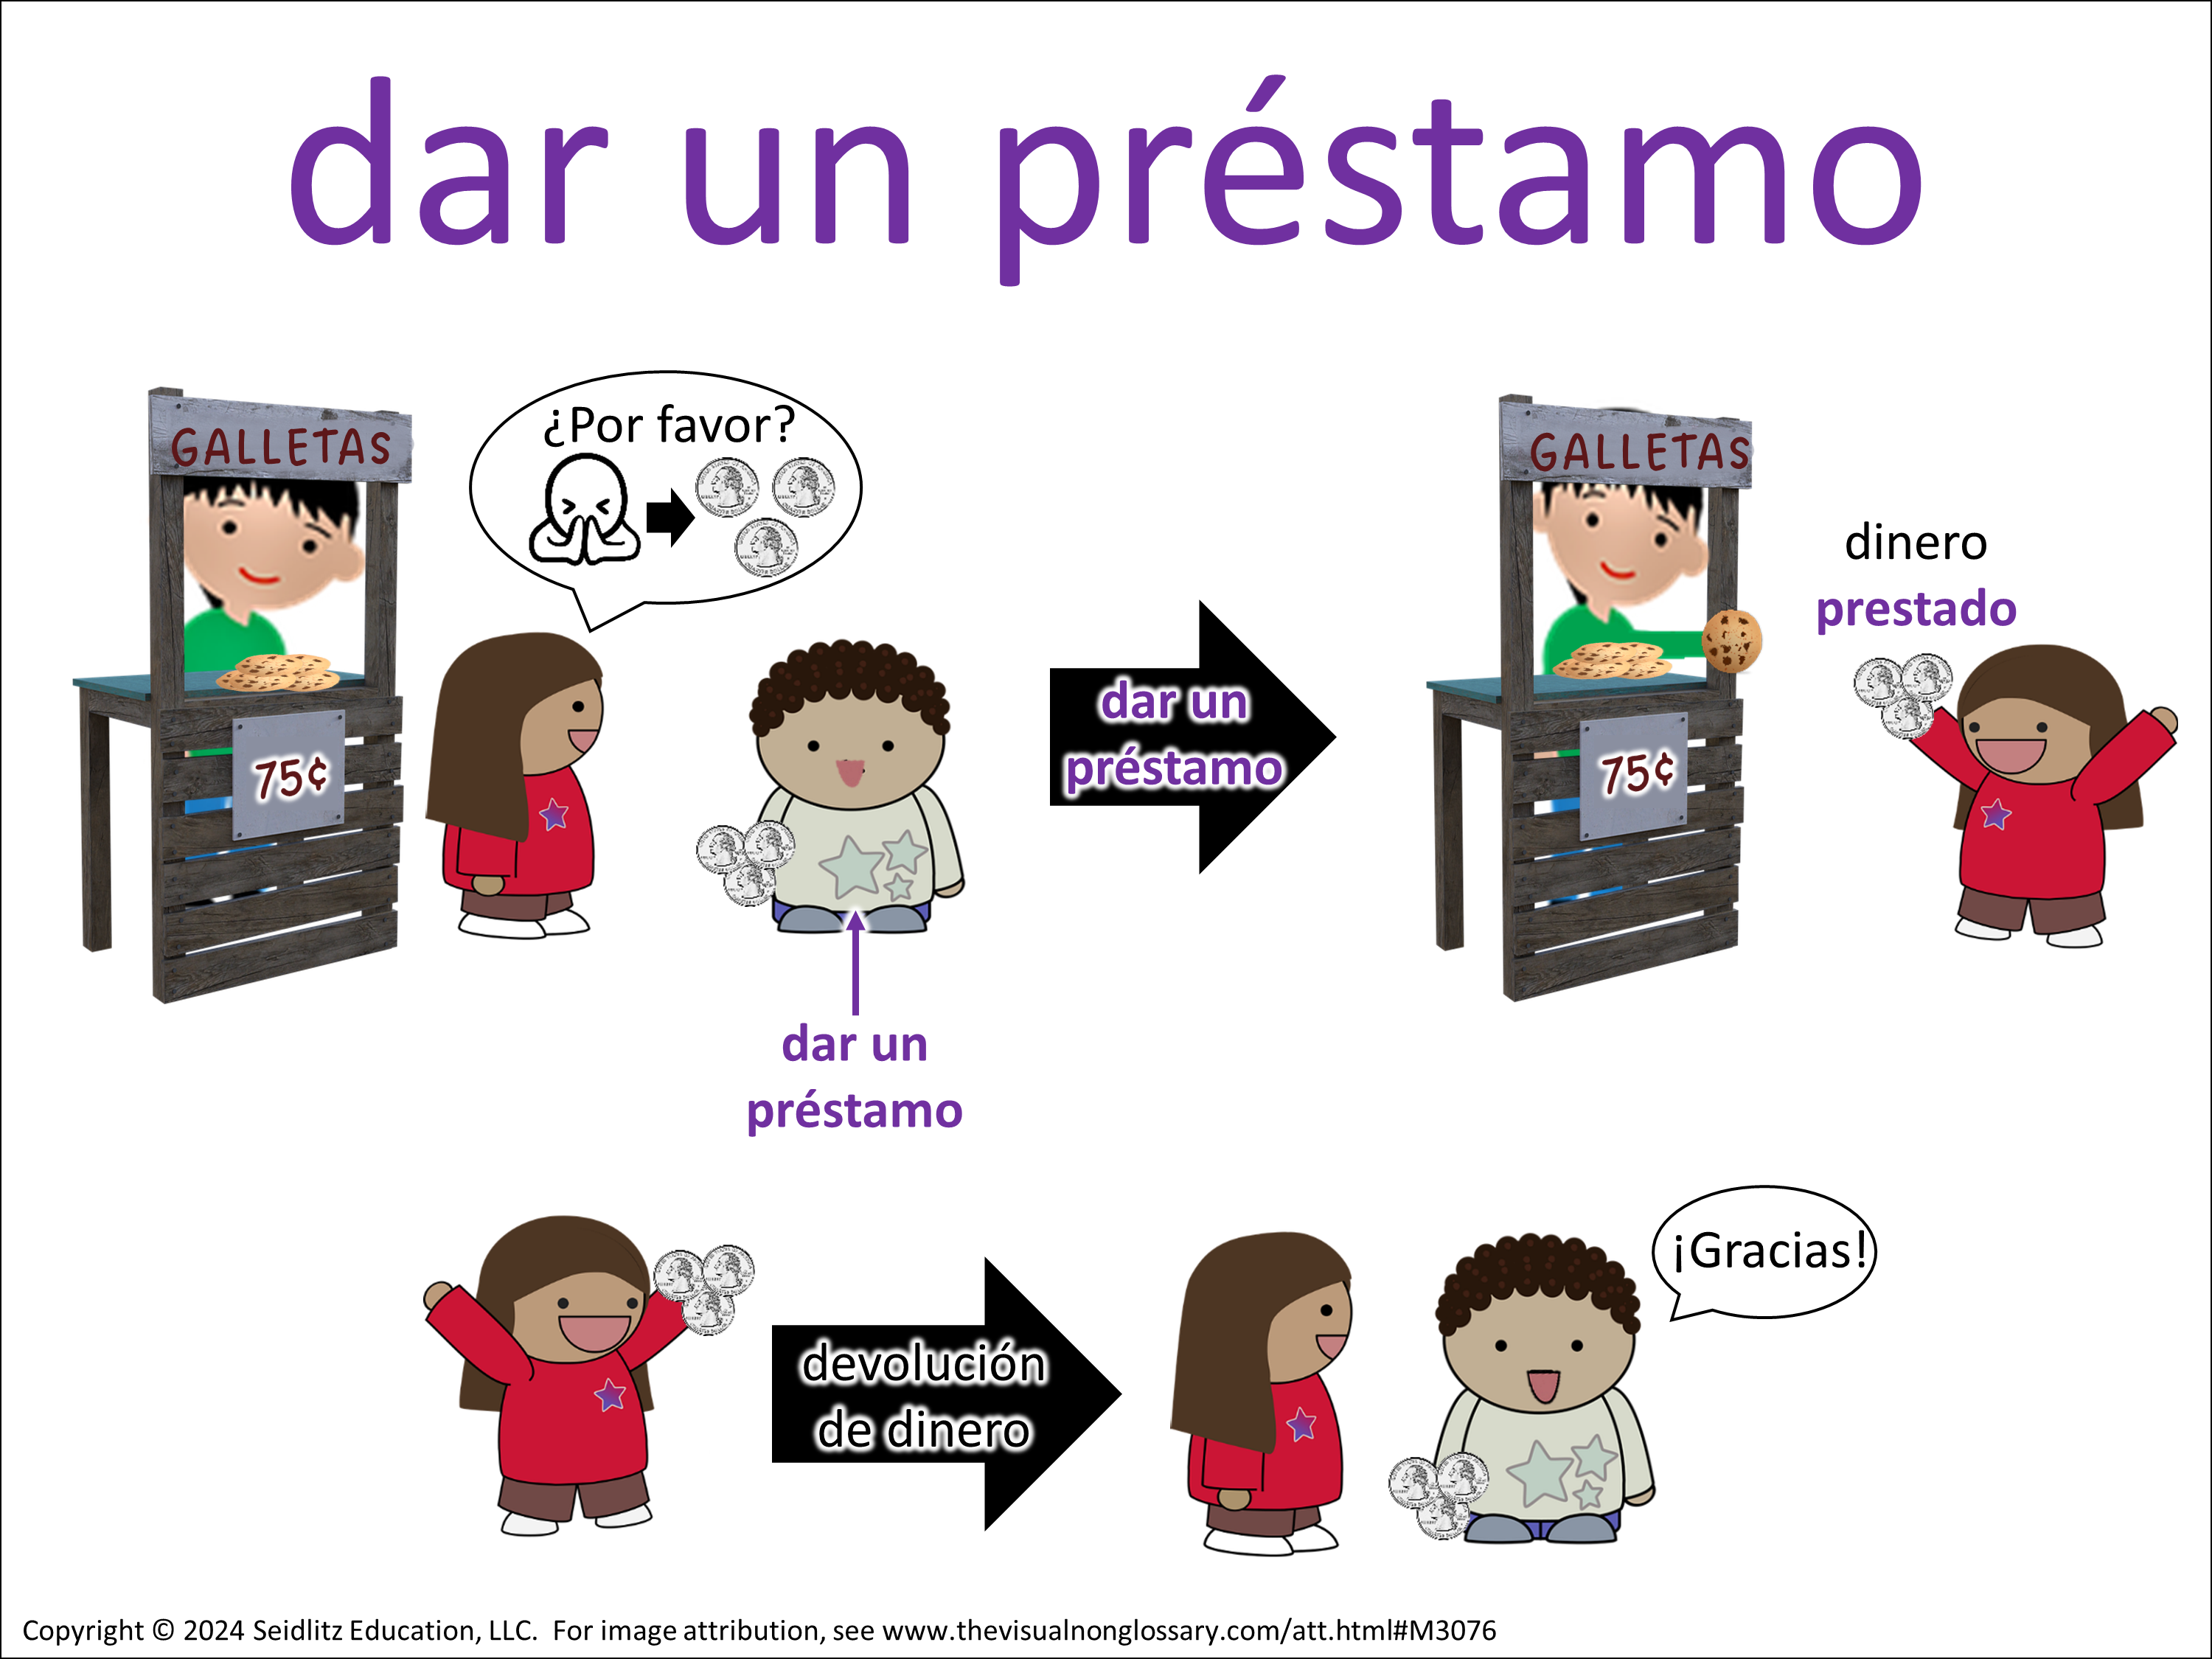 dar un préstamo
GALLETAS
¿Por favor?
75¢
dar un
préstamo
dar un
préstamo
GALLETAS
75¢
dinero
prestado
devolución
de dinero
¡Gracias!
Copyright © 2024 Seidlitz Education, LLC.  For image attribution, see www.thevisualnonglossary.com/att.html#M3076